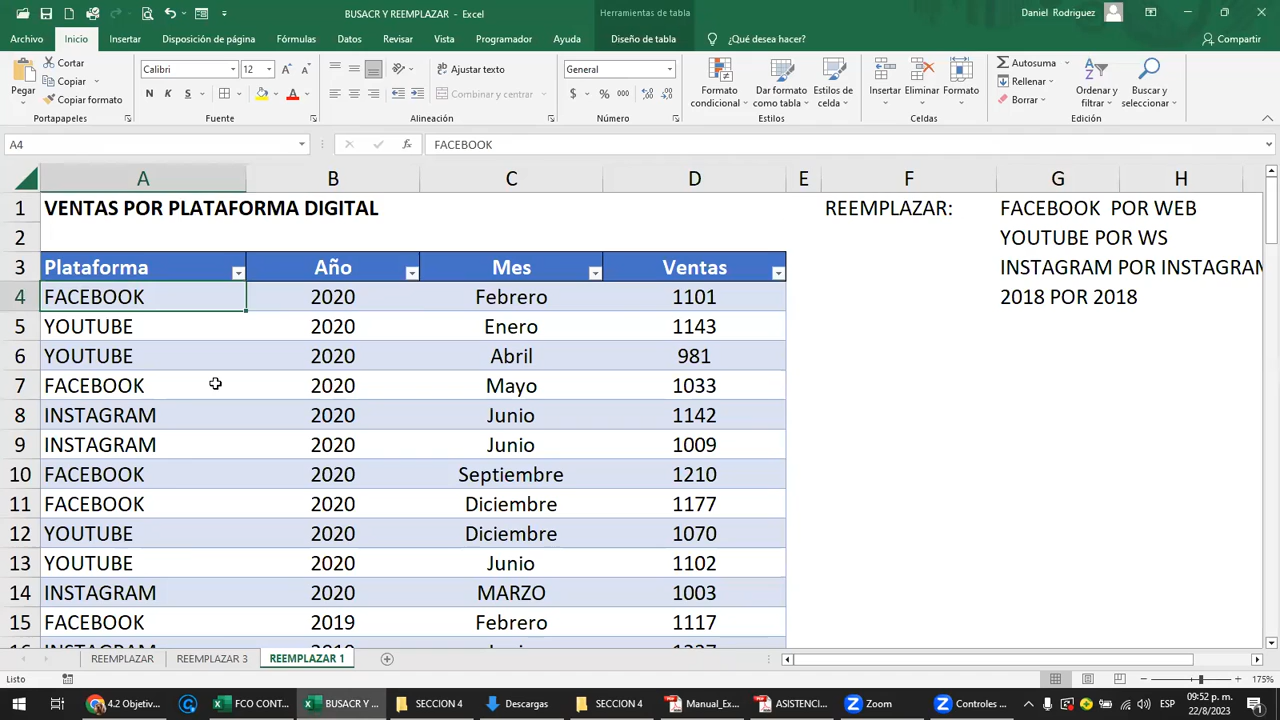 BUSACR Y REEMPLAZAR - Excel
Herramientas de tabla
Daniel Rodriguez
Archivo Inicio Insertar Disposición de página Fórmulas Datos Revisar Vista Programador Ayuda Diseño de tabla ¿Qué desea hacer? Compartir
Pegar
Cortar
Copiar
Copiar formato
Portapapeles
Calibri 12
N K S
Fuente
Ajustar texto
Combinar y centrar
Alineación
General
$ % 000
Número
Formato condicional
Dar formato como tabla
Estilos de celda
Estilos
Insertar Eliminar Formato
Celdas
Autosuma
Rellenar
Borrar
Ordenar y filtrar
Buscar y seleccionar
Edición
A4 fx FACEBOOK
A B C D E F G H
1 VENTAS POR PLATAFORMA DIGITAL REEMPLAZAR: FACEBOOK  POR WEB
2 YOUTUBE POR WS
3 Plataforma Año Mes Ventas INSTAGRAM POR INSTAGRAM
4 FACEBOOK 2020 Febrero 1101 2018 POR 2018
5 YOUTUBE 2020 Enero 1143
6 YOUTUBE 2020 Abril 981
7 FACEBOOK 2020 Mayo 1033
8 INSTAGRAM 2020 Junio 1142
9 INSTAGRAM 2020 Junio 1009
10 FACEBOOK 2020 Septiembre 1210
11 FACEBOOK 2020 Diciembre 1177
12 YOUTUBE 2020 Diciembre 1070
13 YOUTUBE 2020 Junio 1102
14 INSTAGRAM 2020 MARZO 1003
15 FACEBOOK 2019 Febrero 1117
REEMPLAZAR REEMPLAZAR 3 REEMPLAZAR 1
Listo 175%
4.2 Objetiv... FCO CONT... BUSACR Y ... SECCION 4 Descargas SECCION 4 Manual_Ex... ASISTENCI... Zoom Controles ... ESP 09:52 p. m.
22/8/2023